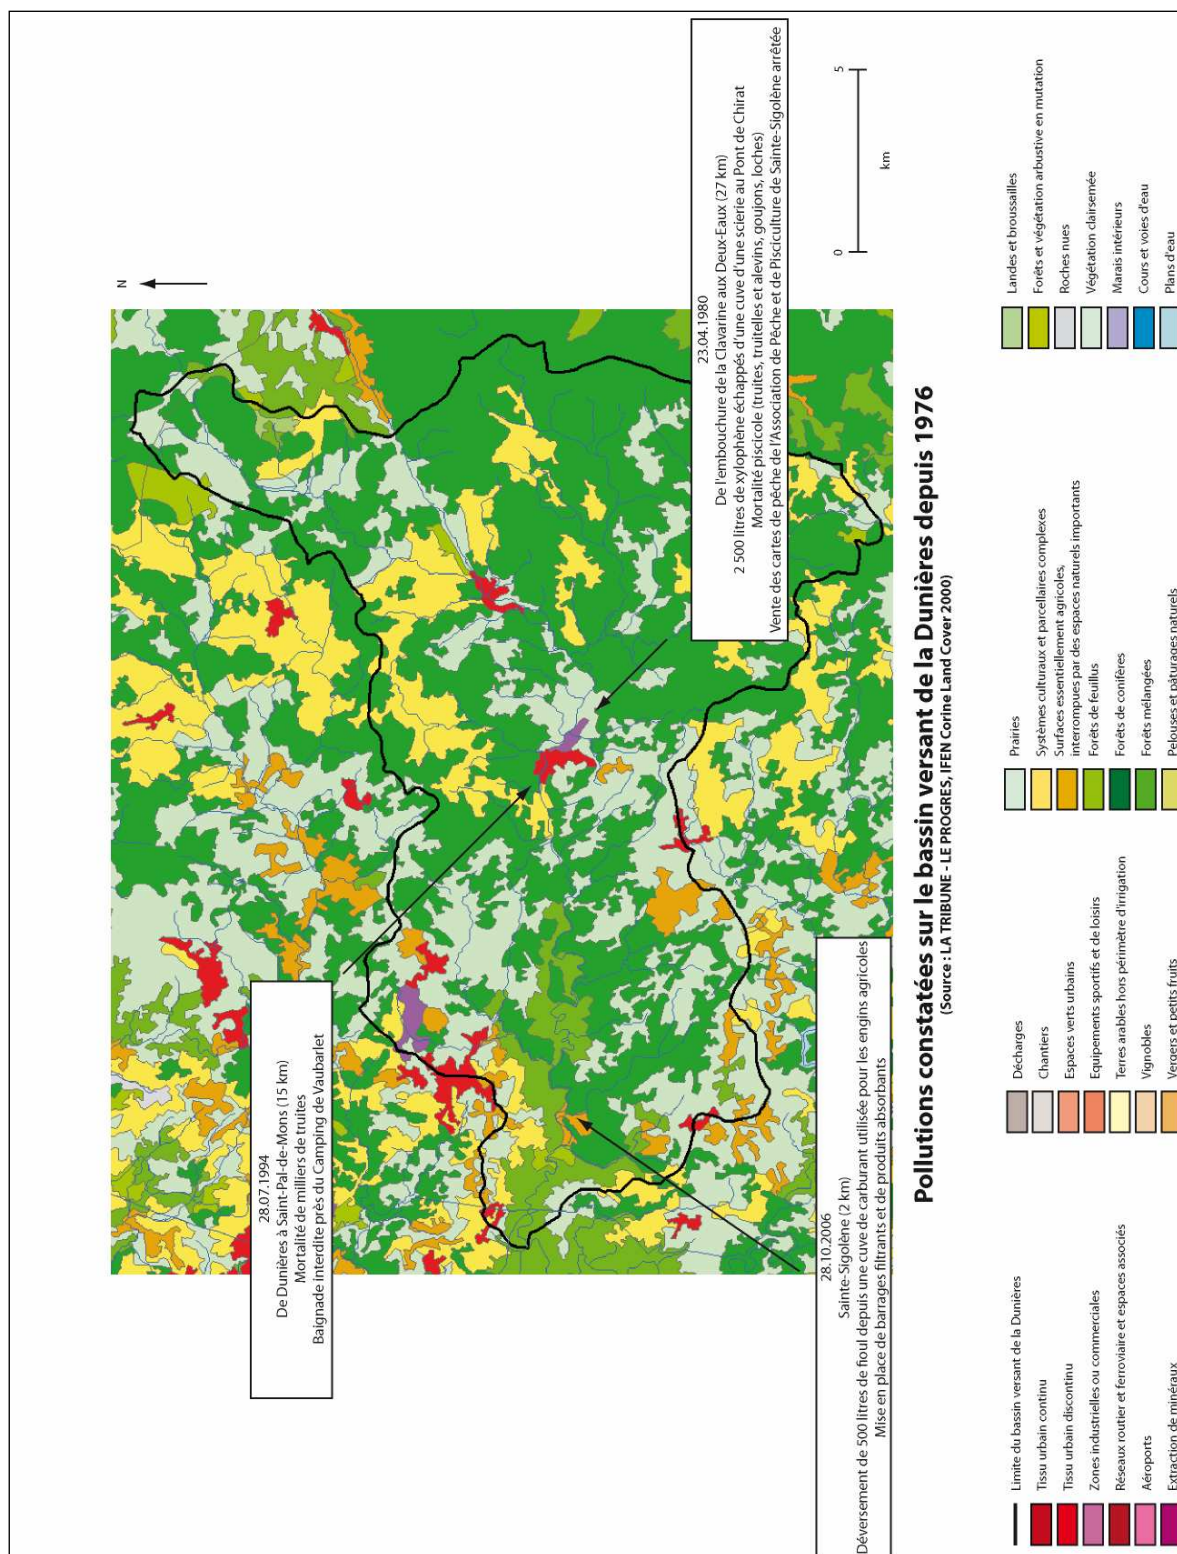 N
28.07.1994
De Dunières à Saint-Pal-de-Mons (15 km)
Mortalité de milliers de truites
Baignade interdite près du Camping de Vaubarlet
23.04.1980
De l'embouchure de la Clavarine aux Deux-Eaux (27 km)
2 500 litres de xylophène échappés d'une cuve d'une scierie au Pont de Chirat
Mortalité piscicole (truites, truitelles et alevins, goujons, loches)
Vente des cartes de pêche de l'Association de Pêche et de Pisciculture de Sainte-Sigolène arrêtée
28.10.2006
Sainte-Sigolène (2 km)
Déversement de 500 litres de fioul depuis une cuve de carburant utilisée pour les engins agricoles
Mise en place de barrages filtrants et de produits absorbants
0
5
km
Pollutions constatées sur le bassin versant de la Dunières depuis 1976
(Source : LA TRIBUNE - LE PROGRES, IFEN Corine Land Cover 2000)
Limite du bassin versant de la Dunières
Tissu urbain continu
Tissu urbain discontinu
Zones industrielles ou commerciales
Réseaux routier et ferroviaire et espaces associés
Aéroports
Extraction de minéraux
Décharges
Chantiers
Espaces verts urbains
Equipements sportifs et de loisirs
Terres arables hors périmètre d'irrigation
Vignobles
Vergers et petits fruits
Prairies
Systèmes culturaux et parcellaires complexes
Surfaces essentiellement agricoles,
interrompues par des espaces naturels importants
Forêts de feuillus
Forêts de conifères
Forêts mélangées
Pelouses et pâturages naturels
Landes et broussailles
Forêts et végétation arbustive en mutation
Roches nues
Végétation clairsemée
Marais intérieurs
Cours et voies d'eau
Plans d'eau